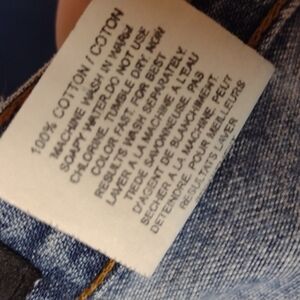 100% COTTON / COTON
MACHINE WASH IN WARM
SOAPY WATER.DO NOT USE
CHLORINE. TUMBLE DRY. NON
COLOR FAST. FOR BEST
RESULTS WASH SEPARATELY.
LAVER À LA MACHINE À L'EAU
TIEDE SAVONNEUSE PAS
D'AGENT DE BLANCHIMENT.
SECHER A LA MACHINE. PEUT
DETEINDRE. POUR MEILLEURS
RESULTATS LAVER